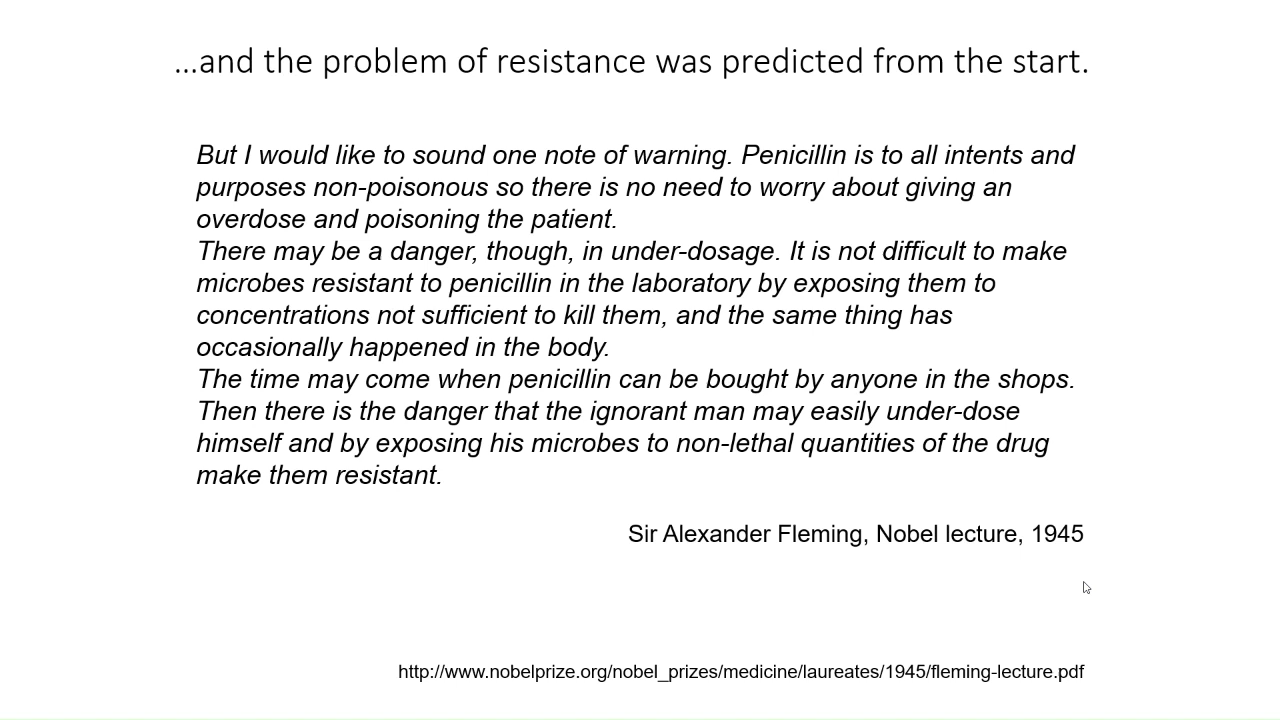 ...and the problem of resistance was predicted from the start.
But I would like to sound one note of warning. Penicillin is to all intents and
purposes non-poisonous so there is no need to worry about giving an
overdose and poisoning the patient.
There may be a danger, though, in under-dosage. It is not difficult to make
microbes resistant to penicillin in the laboratory by exposing them to
concentrations not sufficient to kill them, and the same thing has
occasionally happened in the body.
The time may come when penicillin can be bought by anyone in the shops.
Then there is the danger that the ignorant man may easily under-dose
himself and by exposing his microbes to non-lethal quantities of the drug
make them resistant.
Sir Alexander Fleming, Nobel lecture, 1945
http://www.nobelprize.org/nobel_prizes/medicine/laureates/1945/fleming-lecture.pdf